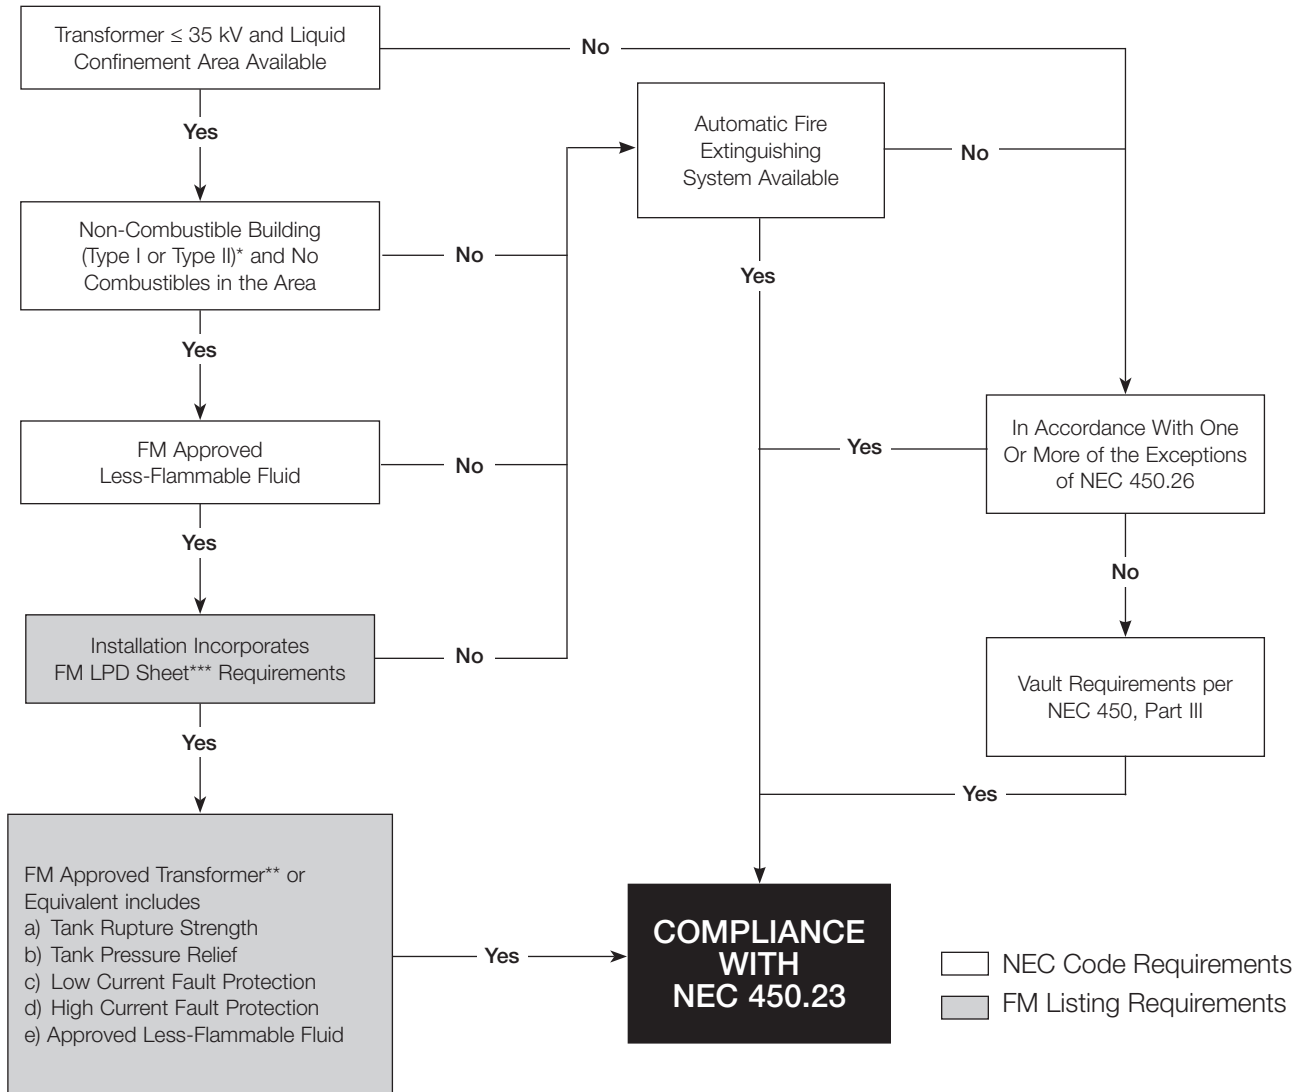 Transformer ≤ 35 kV and Liquid
Confinement Area Available
No
Yes
Automatic Fire
Extinguishing
System Available
No
Non-Combustible Building
(Type I or Type II)* and No
Combustibles in the Area
No
Yes
Yes
FM Approved
Less-Flammable Fluid
No
Yes
In Accordance With One
Or More of the Exceptions
of NEC 450.26
Yes
No
Installation Incorporates
FM LPD Sheet*** Requirements
No
Vault Requirements per
NEC 450, Part III
Yes
Yes
FM Approved Transformer** or
Equivalent includes
a) Tank Rupture Strength
b) Tank Pressure Relief
c) Low Current Fault Protection
d) High Current Fault Protection
e) Approved Less-Flammable Fluid
Yes
COMPLIANCE
WITH
NEC 450.23
NEC Code Requirements
FM Listing Requirements